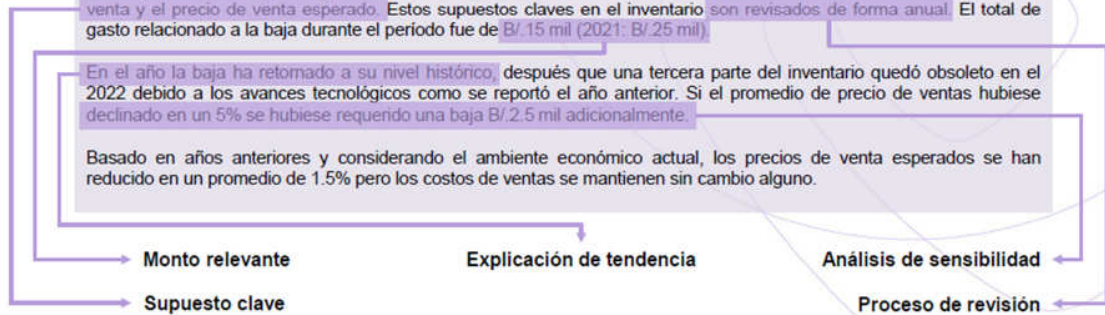 venta y el precio de venta esperado. Estos supuestos claves en el inventario son revisados de forma anual. El total de
gasto relacionado a la baja durante el período fue de B/.15 mil (2021: B/.25 mil).
En el año la baja ha retornado a su nivel histórico, después que una tercera parte del inventario quedó obsoleto en el
2022 debido a los avances tecnológicos como se reportó el año anterior. Si el promedio de precio de ventas hubiese
declinado en un 5% se hubiese requerido una baja B/.2.5 mil adicionalmente.
Basado en años anteriores y considerando el ambiente económico actual, los precios de venta esperados se han
reducido en un promedio de 1.5% pero los costos de ventas se mantienen sin cambio alguno.
Monto relevante Explicación de tendencia Análisis de sensibilidad
Supuesto clave Proceso de revisión